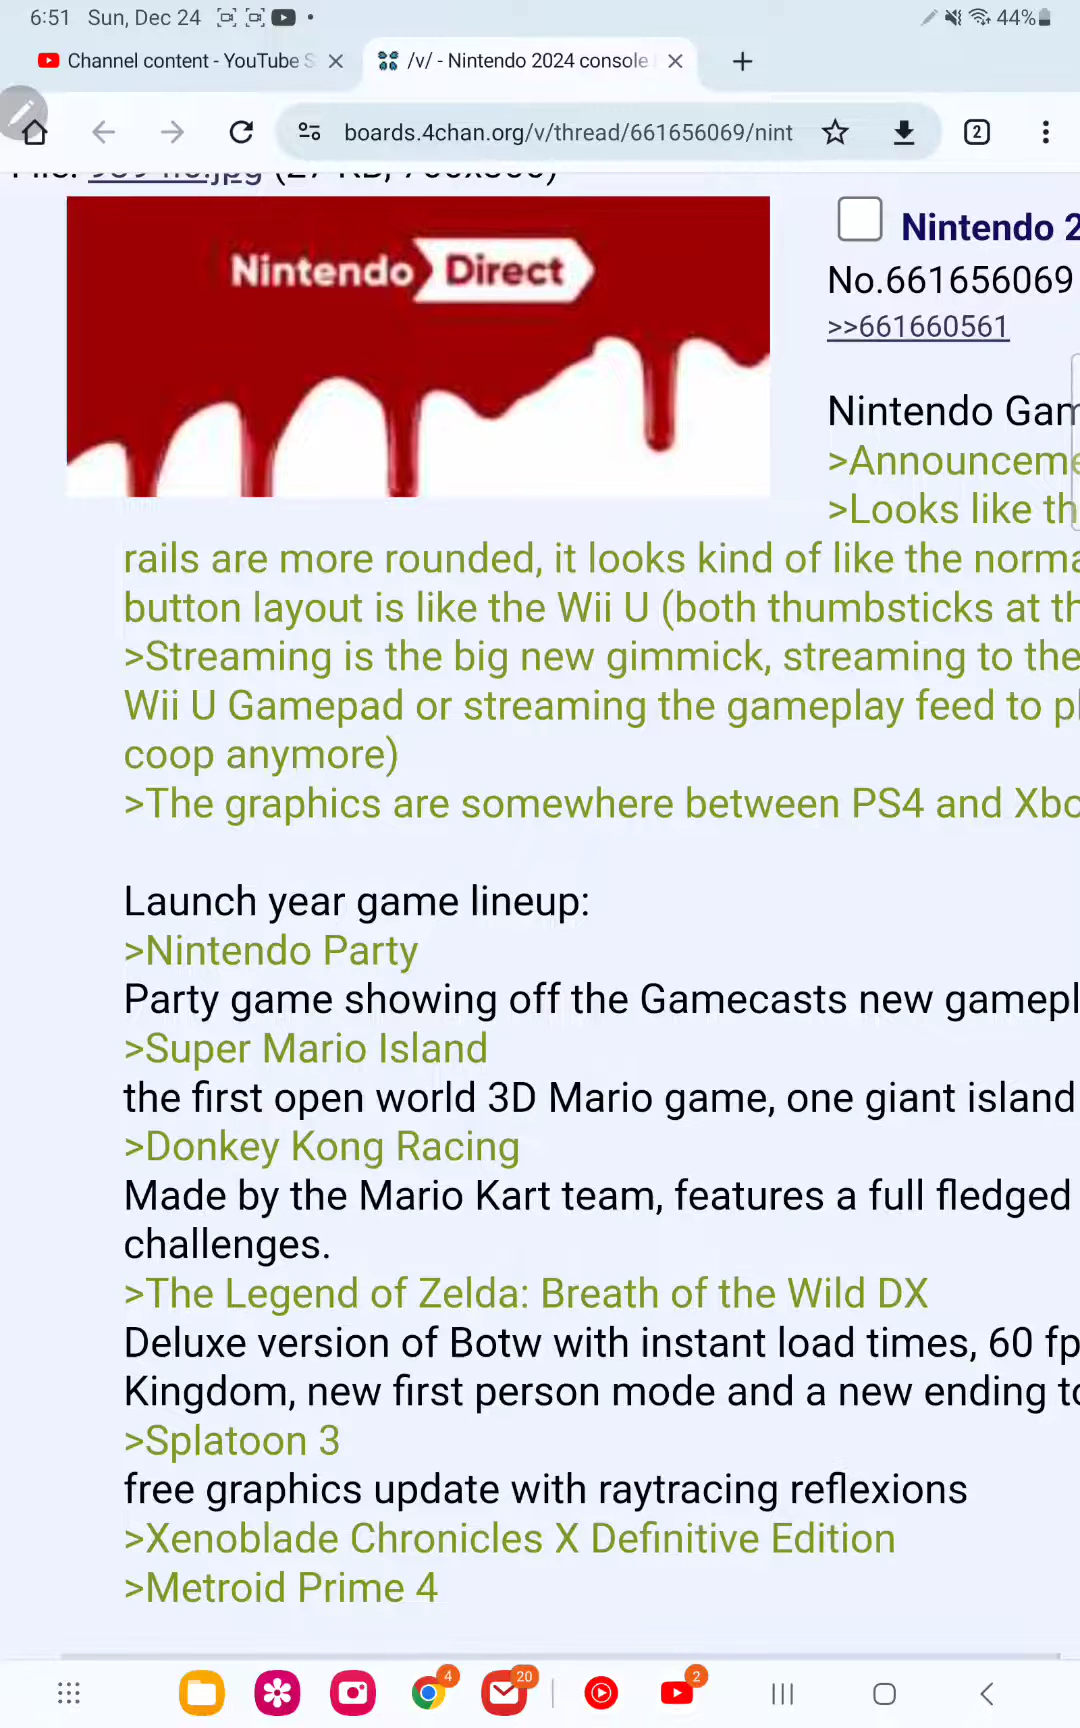 6:51 Sun, Dec 24 44%
Channel content - YouTube S
/v/ - Nintendo 2024 console
boards.4chan.org/v/thread/661656069/nint 2
Nintendo Direct
Nintendo 2
No.661656069
>>661660561
Nintendo Gam
>Announceme
>Looks like th
rails are more rounded, it looks kind of like the norma
button layout is like the Wii U (both thumbsticks at th
>Streaming is the big new gimmick, streaming to the
Wii U Gamepad or streaming the gameplay feed to pl
coop anymore)
>The graphics are somewhere between PS4 and Xbo
Launch year game lineup:
>Nintendo Party
Party game showing off the Gamecasts new gamepl
>Super Mario Island
the first open world 3D Mario game, one giant island
>Donkey Kong Racing
Made by the Mario Kart team, features a full fledged
challenges.
>The Legend of Zelda: Breath of the Wild DX
Deluxe version of Botw with instant load times, 60 fp
Kingdom, new first person mode and a new ending to
>Splatoon 3
free graphics update with raytracing reflexions
>Xenoblade Chronicles X Definitive Edition
>Metroid Prime 4
4 20 2